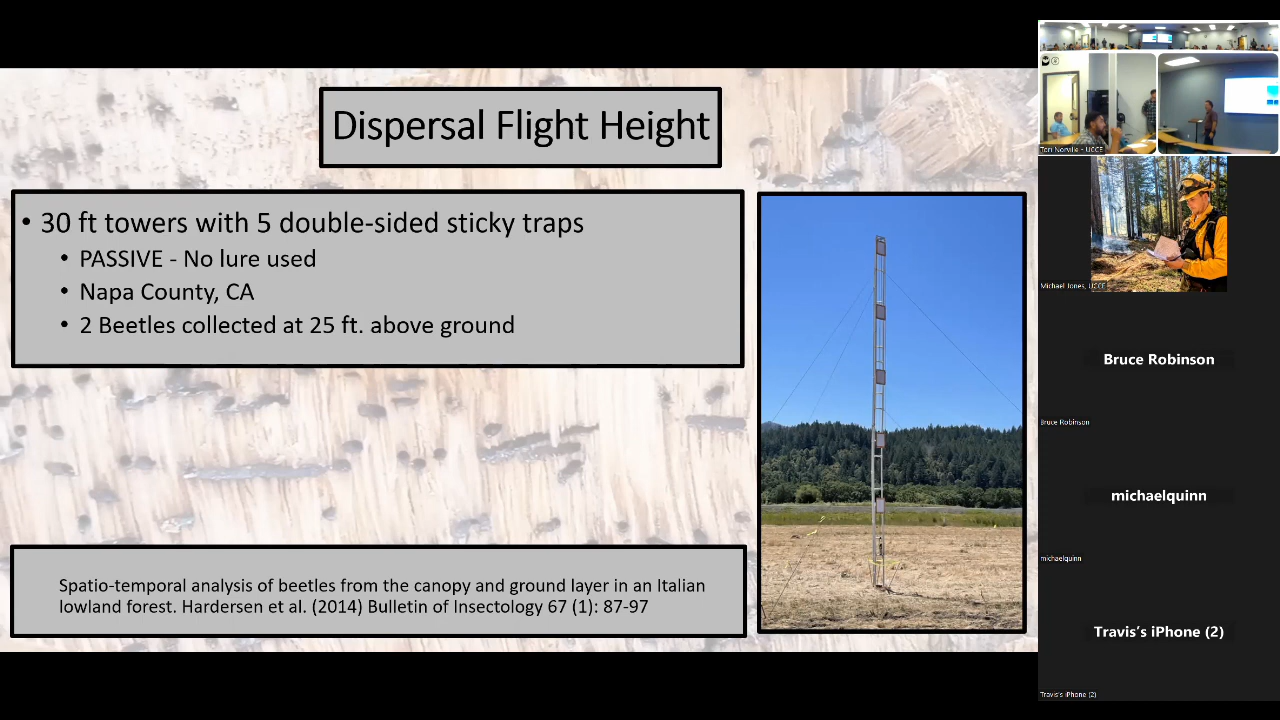 Dispersal Flight Height
• 30 ft towers with 5 double-sided sticky traps
• PASSIVE - No lure used
• Napa County, CA
• 2 Beetles collected at 25 ft. above ground
Spatio-temporal analysis of beetles from the canopy and ground layer in an Italian
lowland forest. Hardersen et al. (2014) Bulletin of Insectology 67 (1): 87-97
Tori Norville - UCCE
Michael Jones, UCCE
Bruce Robinson
Bruce Robinson
michaelquinn
michaelquinn
Travis's iPhone (2)
Travis's iPhone (2)